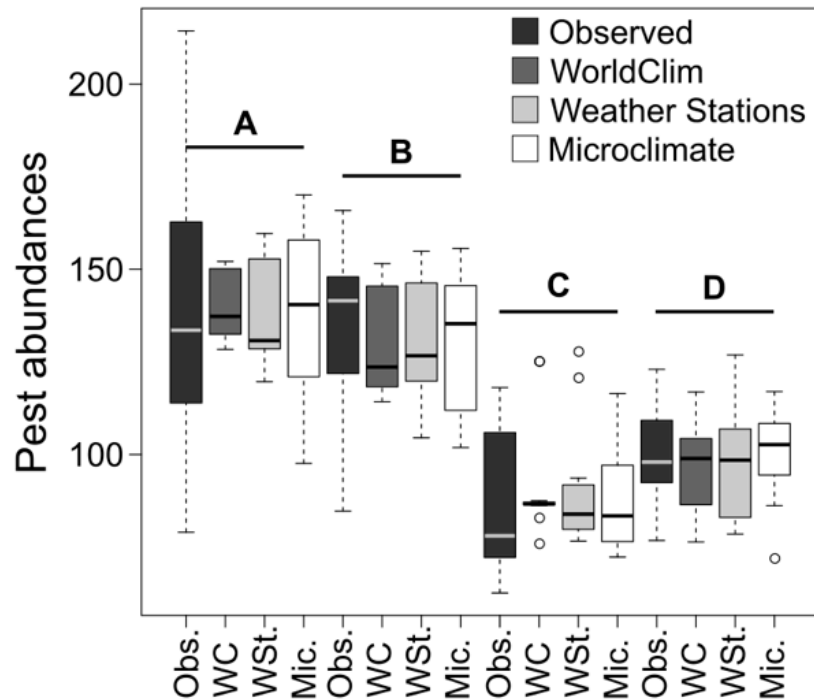 Observed
WorldClim
Weather Stations
Microclimate
200
150
100
Pest abundances
A
B
C
D
Obs.
WC
WSt.
Mic.
Obs.
WC
WSt.
Mic.
Obs.
WC
WSt.
Mic.
Obs.
WC
WSt.
Mic.